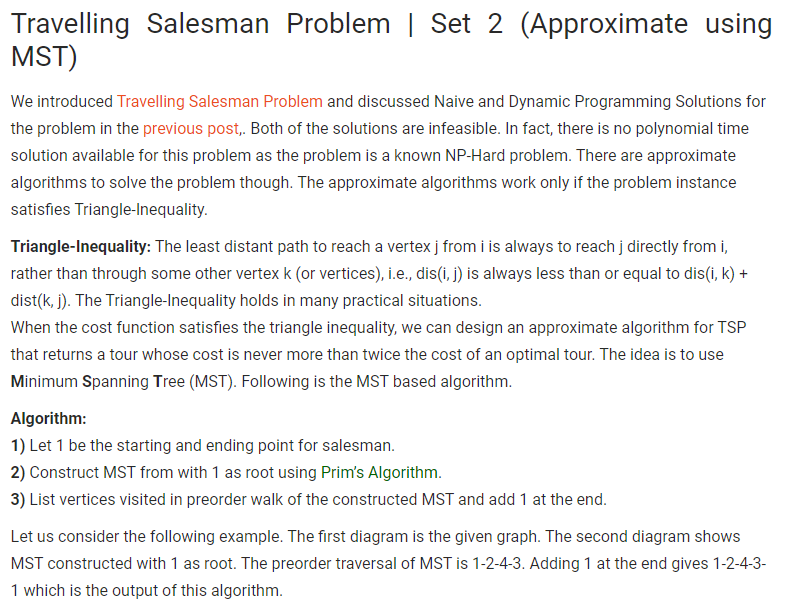 Travelling Salesman Problem | Set 2 (Approximate using
MST)
We introduced Travelling Salesman Problem and discussed Naive and Dynamic Programming Solutions for
the problem in the previous post,. Both of the solutions are infeasible. In fact, there is no polynomial time
solution available for this problem as the problem is a known NP-Hard problem. There are approximate
algorithms to solve the problem though. The approximate algorithms work only if the problem instance
satisfies Triangle-Inequality.
Triangle-Inequality: The least distant path to reach a vertex j from i is always to reach j directly from i,
rather than through some other vertex k (or vertices), i.e., dis(i, j) is always less than or equal to dis(i, k) +
dist(k, j). The Triangle-Inequality holds in many practical situations.
When the cost function satisfies the triangle inequality, we can design an approximate algorithm for TSP
that returns a tour whose cost is never more than twice the cost of an optimal tour. The idea is to use
Minimum Spanning Tree (MST). Following is the MST based algorithm.
Algorithm:
1) Let 1 be the starting and ending point for salesman.
2) Construct MST from with 1 as root using Prim's Algorithm.
3) List vertices visited in preorder walk of the constructed MST and add 1 at the end.
Let us consider the following example. The first diagram is the given graph. The second diagram shows
MST constructed with 1 as root. The preorder traversal of MST is 1-2-4-3. Adding 1 at the end gives 1-2-4-3-
1 which is the output of this algorithm.